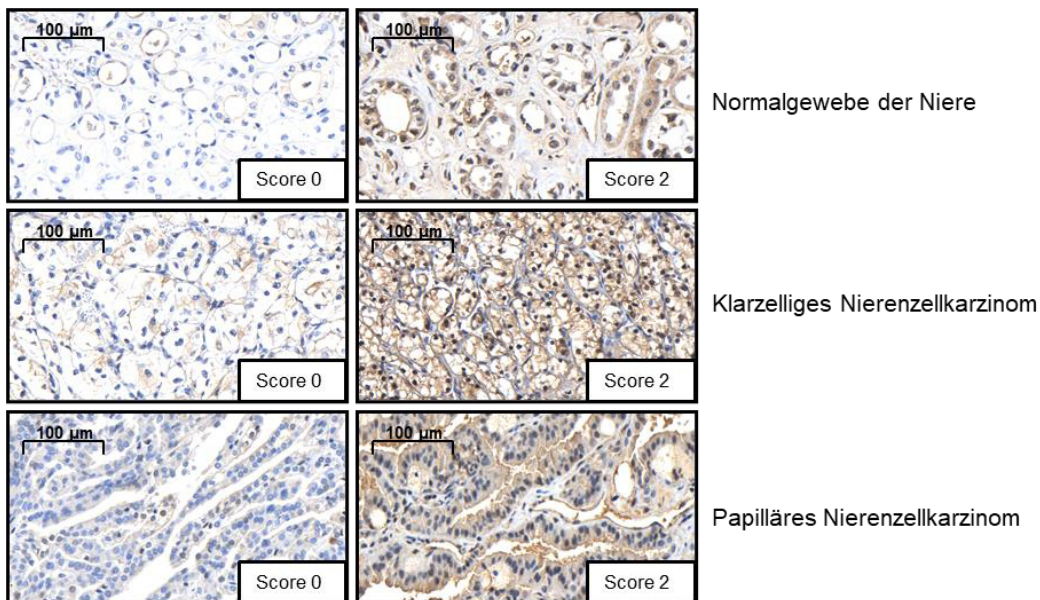 100 µm
100 µm
Score 0
Score 2
Normalgewebe der Niere
100 µm
100 µm
Score 0
Score 2
Klarzelliges Nierenzellkarzinom
100 µm
100 µm
Score 0
Score 2
Papilläres Nierenzellkarzinom